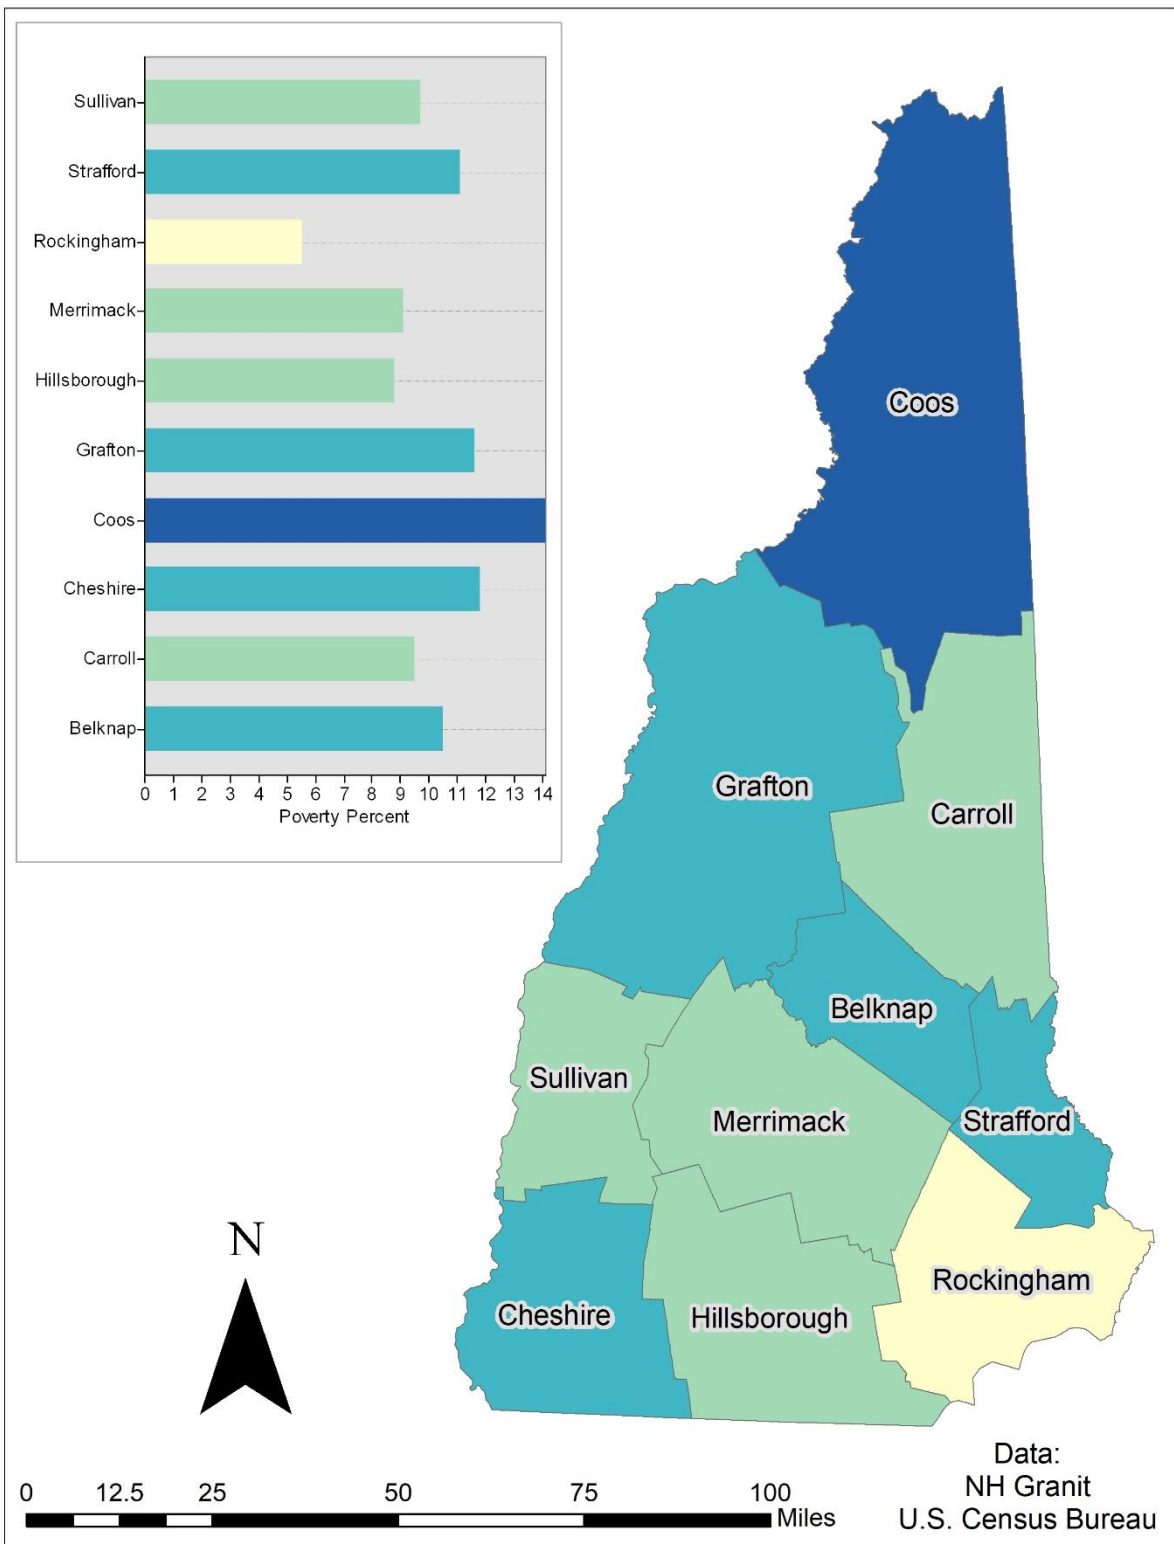 Sullivan
Strafford
Rockingham
Merrimack
Hillsborough
Grafton
Coos
Cheshire
Carroll
Belknap
0 1 2 3 4 5 6 7 8 9 10 11 12 13 14
Poverty Percent
Coos
Grafton
Carroll
Belknap
Sullivan
Merrimack
Strafford
Rockingham
Cheshire
Hillsborough
N
0 12.5 25 50 75 100
Miles
Data:
NH Granit
U.S. Census Bureau